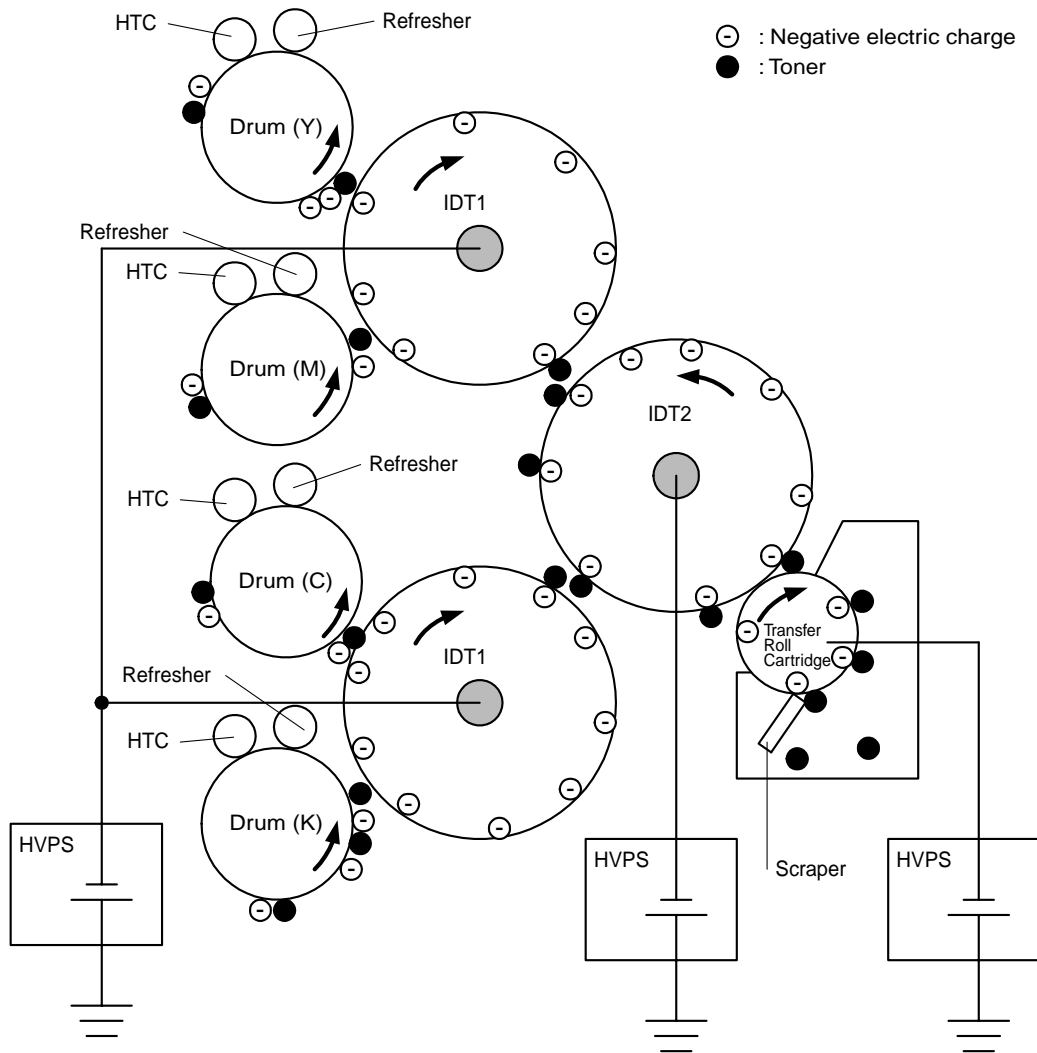 HTC
Refresher
- : Negative electric charge
: Toner
Drum (Y)
IDT1
Refresher
HTC
Drum (M)
IDT2
Refresher
HTC
Drum (C)
IDT1
Transfer
Roll
Cartridge
Refresher
HTC
Drum (K)
HVPS
HVPS
HVPS
Scraper